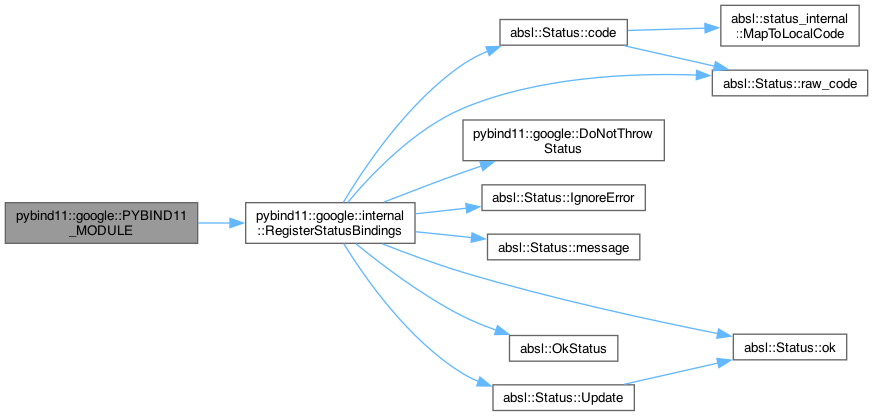 absl::Status::code
absl::status_internal
::MapToLocalCode
absl::Status::raw_code
pybind11::google::DoNotThrow
Status
pybind11::google::PYBIND11
_MODULE
pybind11::google::internal
::RegisterStatusBindings
absl::Status::IgnoreError
absl::Status::message
absl::OkStatus
absl::Status::ok
absl::Status::Update